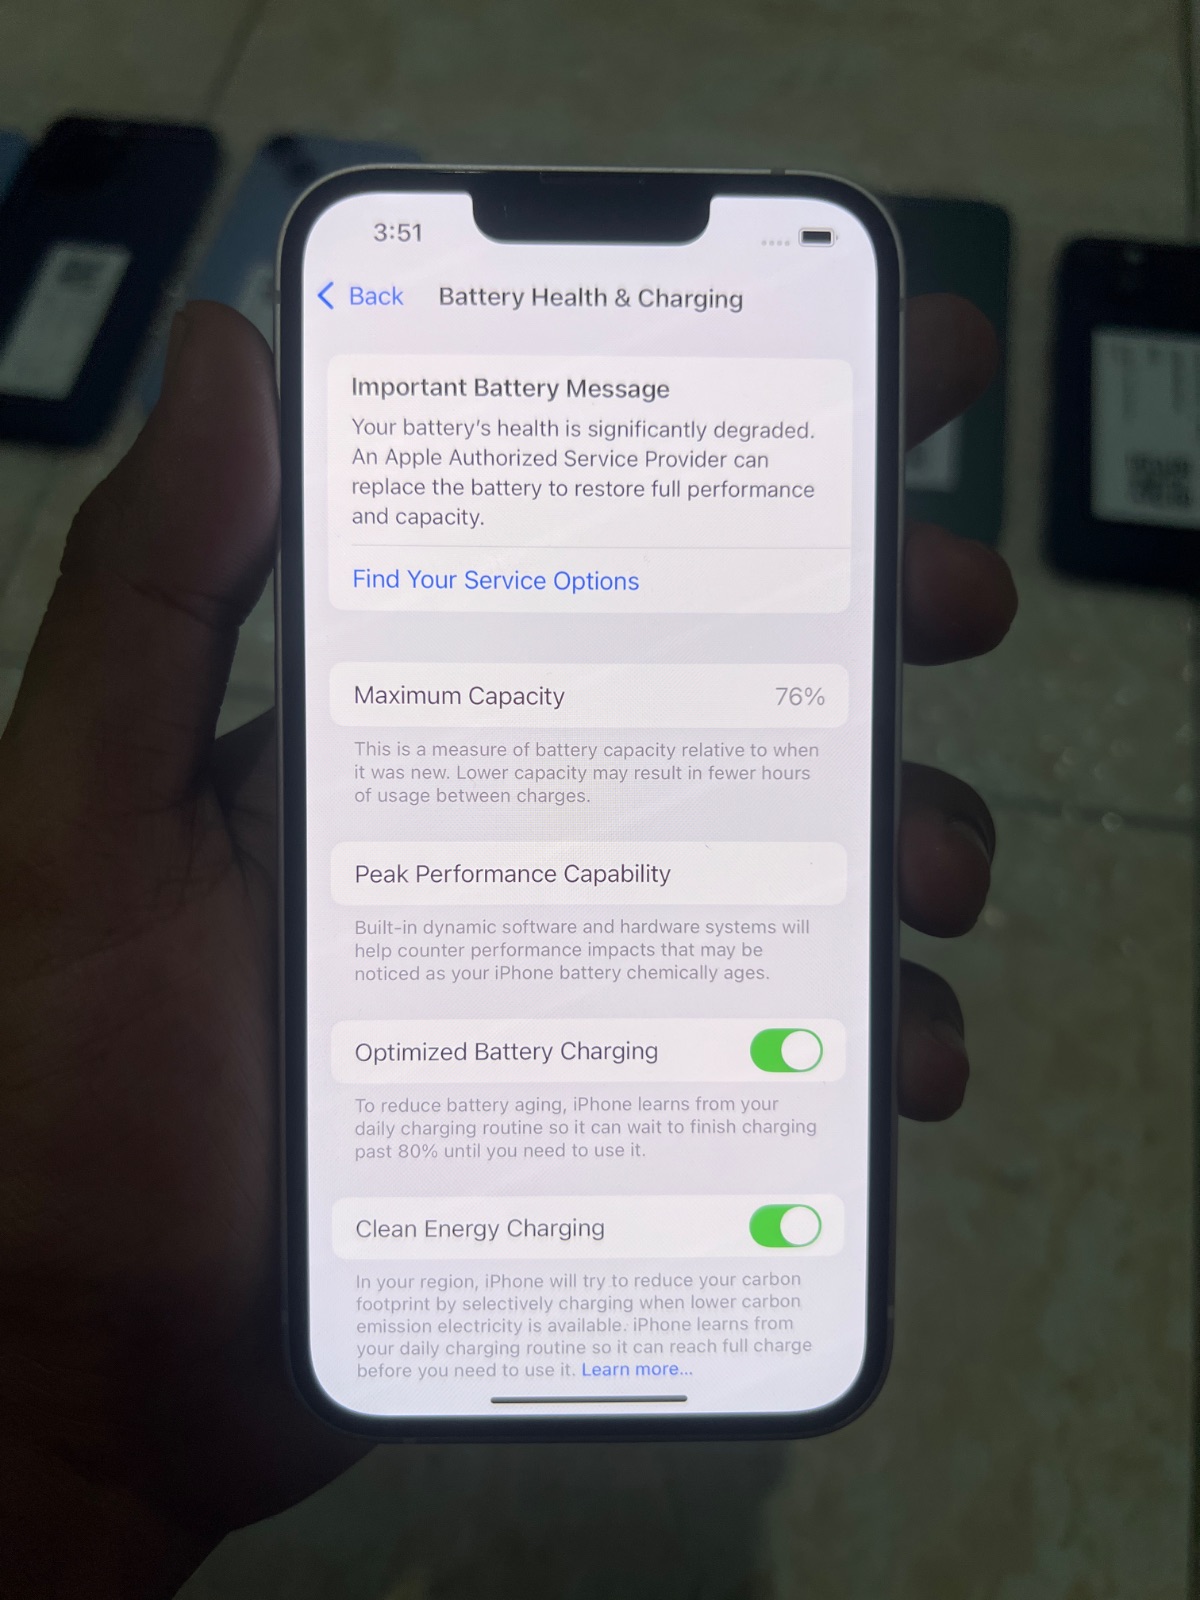 3:51
Back
Battery Health & Charging
Important Battery Message
Your battery's health is significantly degraded.
An Apple Authorized Service Provider can
replace the battery to restore full performance
and capacity.
Find Your Service Options
Maximum Capacity 76%
This is a measure of battery capacity relative to when
it was new. Lower capacity may result in fewer hours
of usage between charges.
Peak Performance Capability
Built-in dynamic software and hardware systems will
help counter performance impacts that may be
noticed as your iPhone battery chemically ages.
Optimized Battery Charging
To reduce battery aging, iPhone learns from your
daily charging routine so it can wait to finish charging
past 80% until you need to use it.
Clean Energy Charging
In your region, iPhone will try to reduce your carbon
footprint by selectively charging when lower carbon
emission electricity is available. iPhone learns from
your daily charging routine so it can reach full charge
before you need to use it. Learn more...